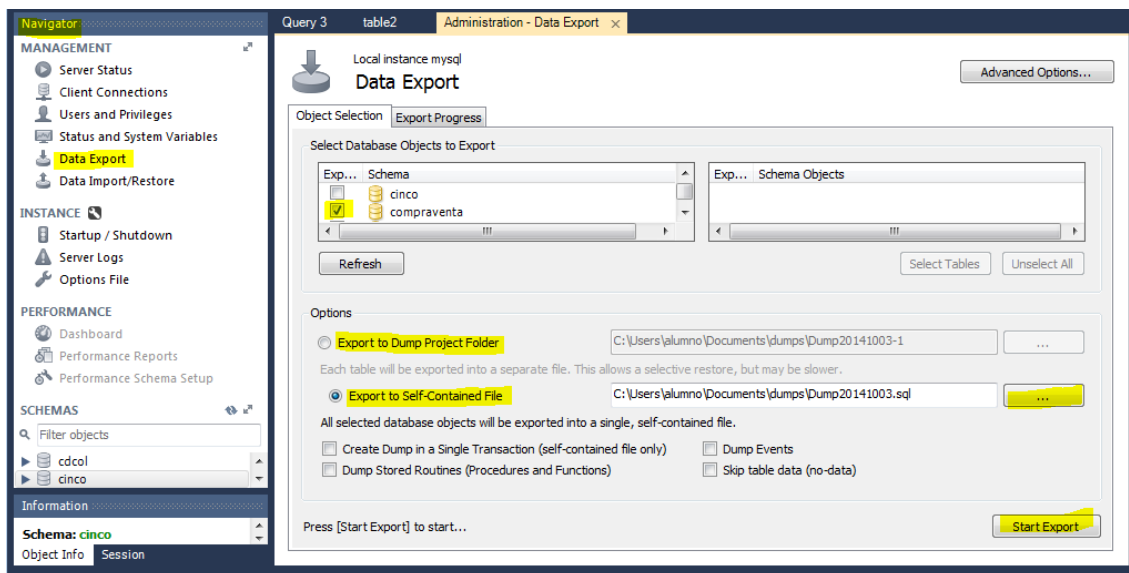 Navigator
MANAGEMENT
Server Status
Client Connections
Users and Privileges
Status and System Variables
Data Export
Data Import/Restore
INSTANCE
Startup / Shutdown
Server Logs
Options File
PERFORMANCE
Dashboard
Performance Reports
Performance Schema Setup
SCHEMAS
Filter objects
cdcol
cinco
Information
Schema: cinco
Object Info Session
Query 3 table2 Administration - Data Export ×
Local instance mysql
Data Export
Advanced Options...
Object Selection Export Progress
Select Database Objects to Export
Exp... Schema
cinco
compraventa
Exp... Schema Objects
Refresh
Select Tables Unselect All
Options
Export to Dump Project Folder C:\Users\alumno\Documents\dumps\Dump20141003-1 ...
Each table will be exported into a separate file. This allows a selective restore, but may be slower.
Export to Self-Contained File C:\Users\alumno\Documents\dumps\Dump20141003.sql ...
All selected database objects will be exported into a single, self-contained file.
Create Dump in a Single Transaction (self-contained file only) Dump Events
Dump Stored Routines (Procedures and Functions) Skip table data (no-data)
Press [Start Export] to start... Start Export